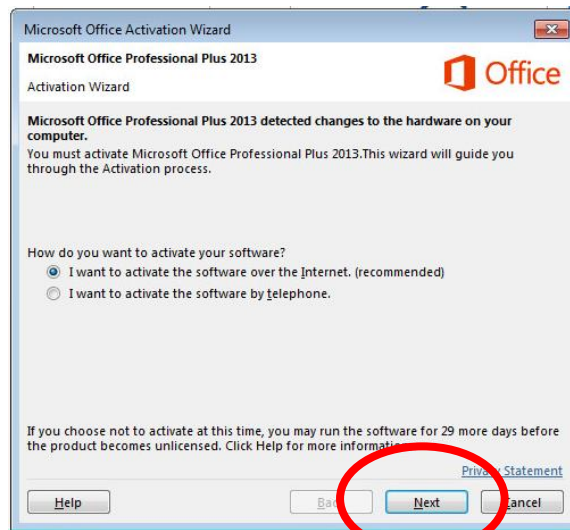 Microsoft Office Activation Wizard
Microsoft Office Professional Plus 2013
Office
Activation Wizard
Microsoft Office Professional Plus 2013 detected changes to the hardware on your
computer.
You must activate Microsoft Office Professional Plus 2013.This wizard will guide you
through the Activation process.
How do you want to activate your software?
I want to activate the software over the Internet. (recommended)
I want to activate the software by telephone.
If you choose not to activate at this time, you may run the software for 29 more days before
the product becomes unlicensed. Click Help for more
Statement
Help
Next